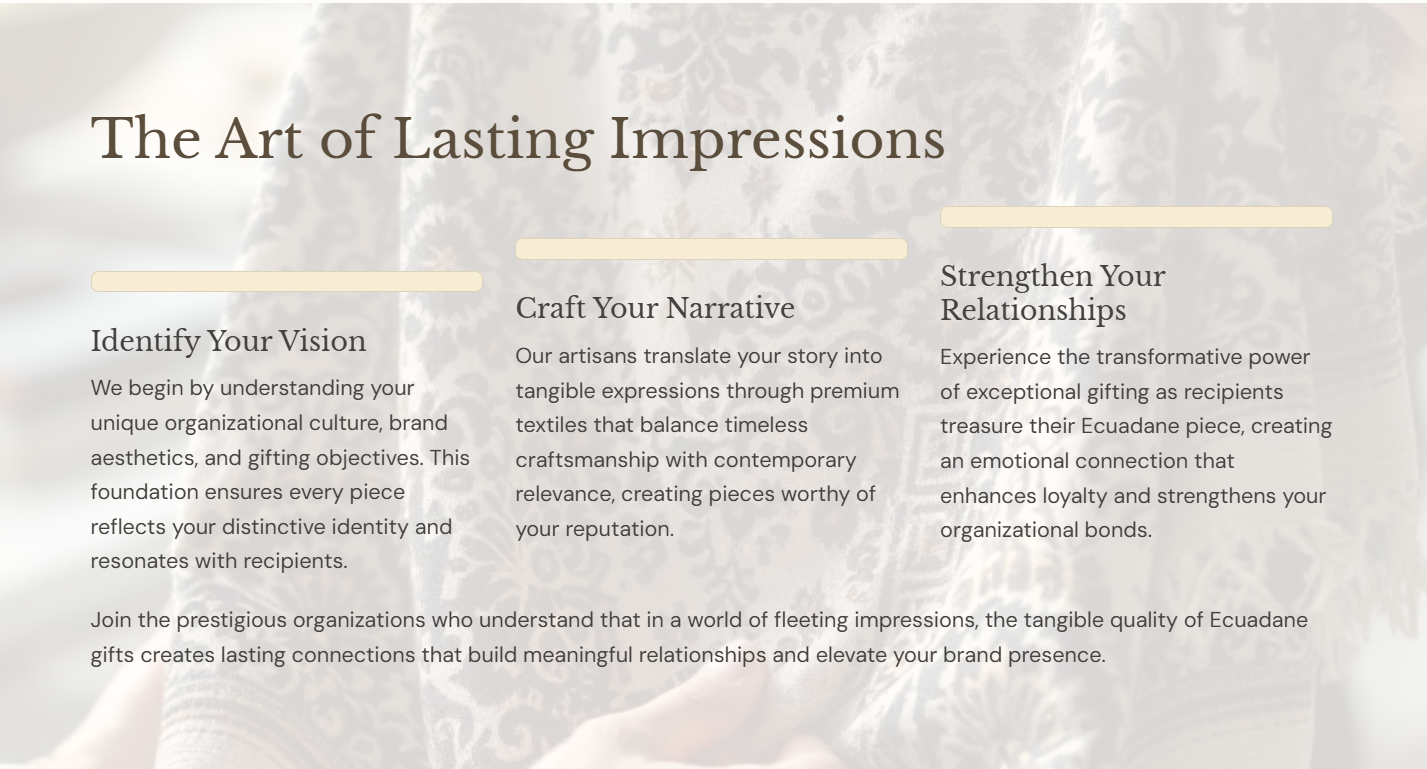 The Art of Lasting Impressions
Identify Your Vision
We begin by understanding your
unique organizational culture, brand
aesthetics, and gifting objectives. This
foundation ensures every piece
reflects your distinctive identity and
resonates with recipients.
Craft Your Narrative
Our artisans translate your story into
tangible expressions through premium
textiles that balance timeless
craftsmanship with contemporary
relevance, creating pieces worthy of
your reputation.
Strengthen Your
Relationships
Experience the transformative power
of exceptional gifting as recipients
treasure their Ecuadane piece, creating
an emotional connection that
enhances loyalty and strengthens your
organizational bonds.
Join the prestigious organizations who understand that in a world of fleeting impressions, the tangible quality of Ecuadane
gifts creates lasting connections that build meaningful relationships and elevate your brand presence.